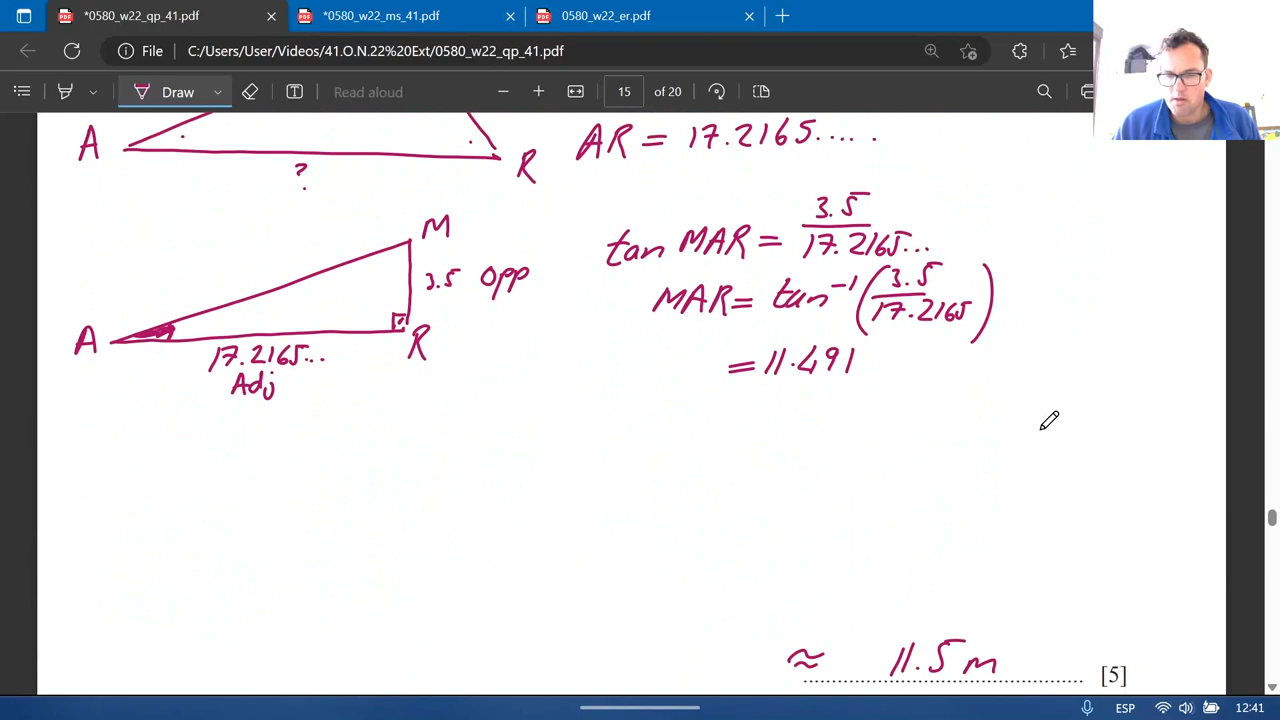 *0580_w22_qp_41.pdf
*0580_w22_ms_41.pdf
0580_w22_er.pdf
File
C:/Users/User/Videos/41.O.N.22%20Ext/0580_w22_qp_41.pdf
Draw
Read aloud
15 of 20
A
R
?
AR = 17.2165.....
M
3.5 Opp
A
R
17.2165...
Adj
tan MAR = 3.5/17.2165...
MAR = tan⁻¹(3.5/17.2165)
= 11.491
≈ 11.5 m
[5]
ESP
12:41